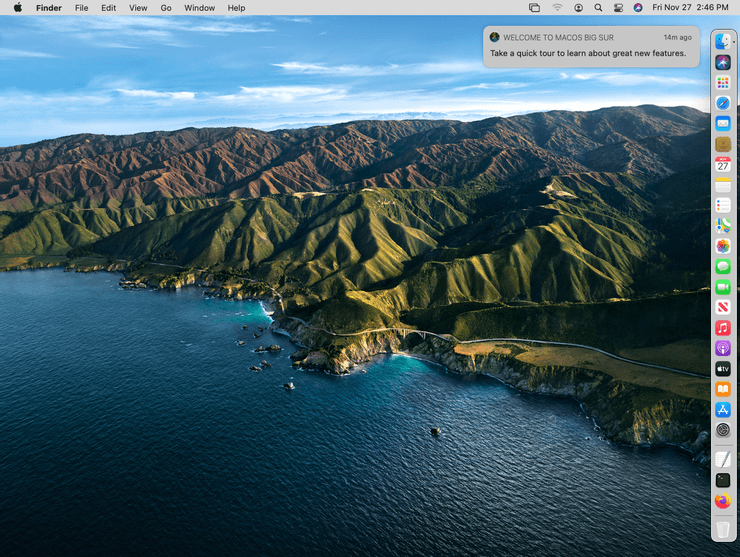 Finder File Edit View Go Window Help Fri Nov 27 2:46 PM
WELCOME TO MACOS BIG SUR 14m ago
Take a quick tour to learn about great new features.
27
tv